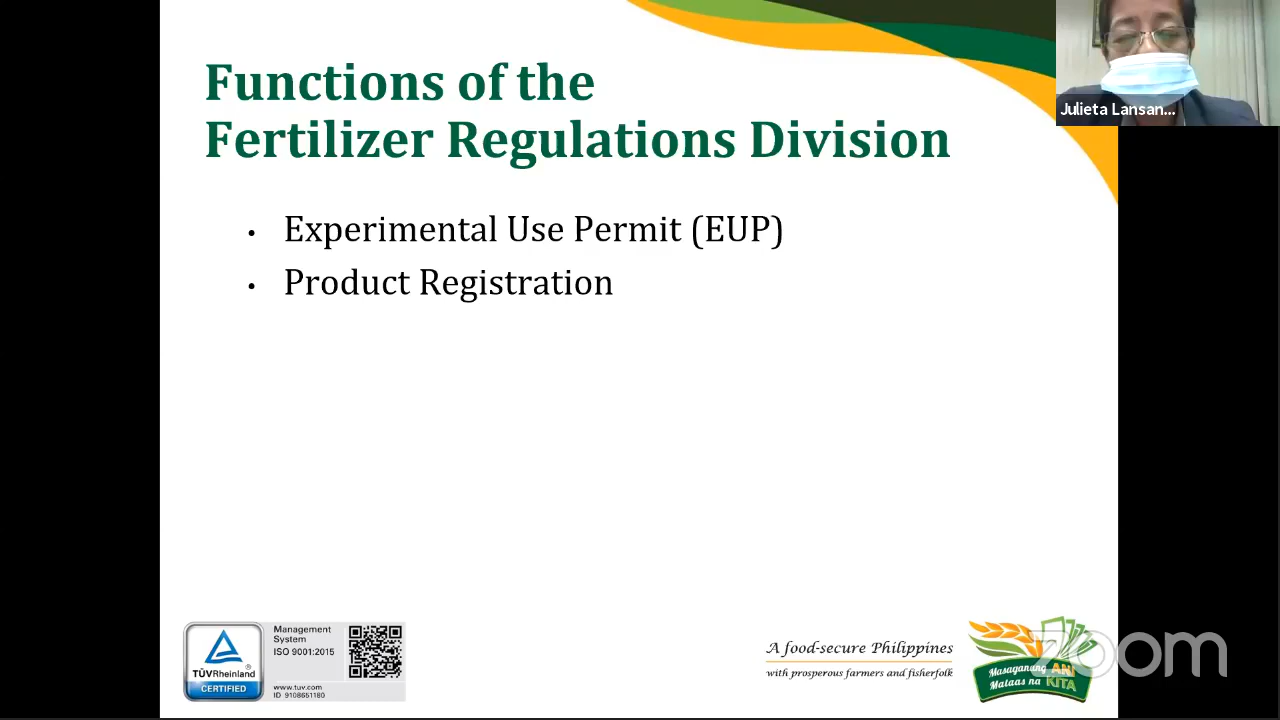 Functions of the
Fertilizer Regulations Division
• Experimental Use Permit (EUP)
• Product Registration
Julieta Lansan...
TÜVRheinland®
CERTIFIED
Management
System
ISO 9001:2015
www.tuv.com
ID 9108651180
A food-secure Philippines
with prosperous farmers and fisherfolk
Masaganang ANI
Mataas na KITA
zoom